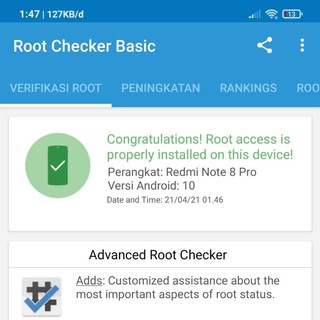 1:47 | 127KB/d
13
Root Checker Basic
VERIFIKASI ROOT PENINGKATAN RANKINGS ROO
Congratulations! Root access is
properly installed on this device!
Perangkat: Redmi Note 8 Pro
Versi Android: 10
Date and Time: 21/04/21 01.46
Advanced Root Checker
Adds: Customized assistance about the
most important aspects of root status.